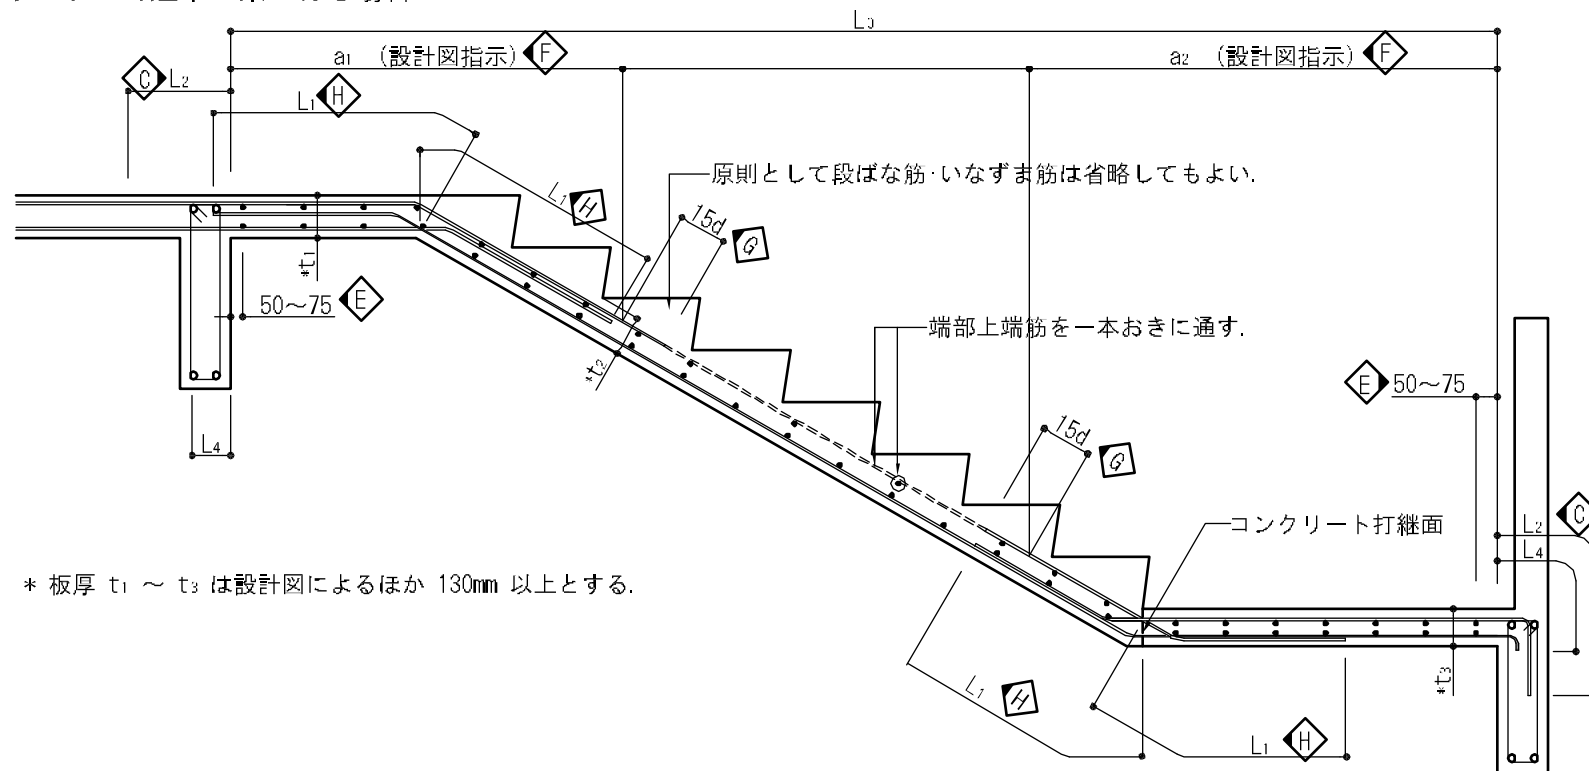 L₀
a₁ (設計図指示) F
a₂ (設計図指示) F
C L₂
L₁ H
原則として段ばな筋・いなずま筋は省略してもよい.
L₁ H
15d G
*t₁
50〜75 E
端部上端筋を一本おきに通す.
*t₂
E 50〜75
L₄
15d G
コンクリート打継面
L₂ C
L₄
* 板厚 t₁ 〜 t₃ は設計図によるほか 130mm 以上とする.
*t₃
L₁ H
L₁ H